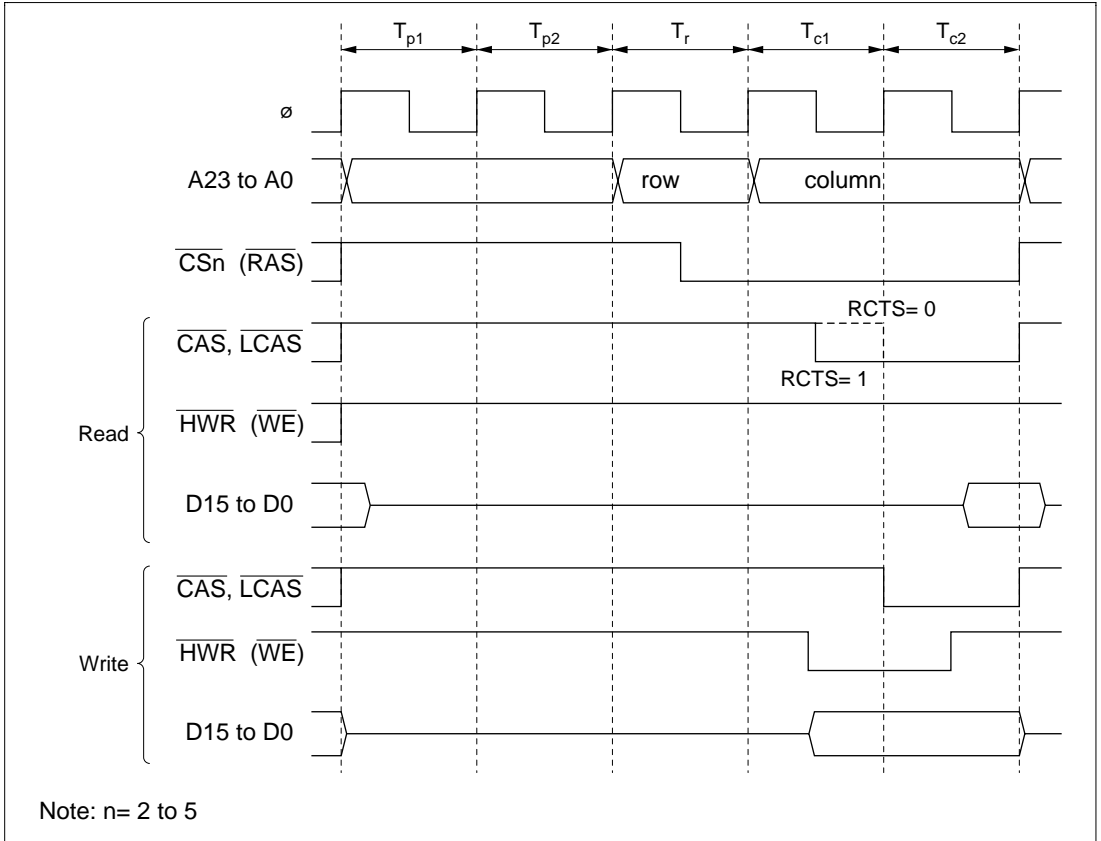 Tp1 Tp2 Tr Tc1 Tc2
ø
A23 to A0
row column
CSn (RAS)
RCTS= 0
CAS, LCAS
RCTS= 1
HWR (WE)
Read
D15 to D0
CAS, LCAS
HWR (WE)
Write
D15 to D0
Note: n= 2 to 5